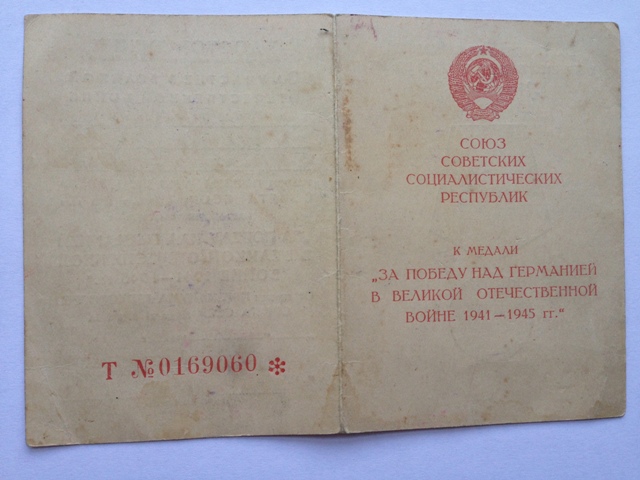 Т №0169060 *
СОЮЗ
СОВЕТСКИХ
СОЦИАЛИСТИЧЕСКИХ
РЕСПУБЛИК
К МЕДАЛИ
„ЗА ПОБЕДУ НАД ГЕРМАНИЕЙ
В ВЕЛИКОЙ ОТЕЧЕСТВЕННОЙ
ВОЙНЕ 1941—1945 гг.“